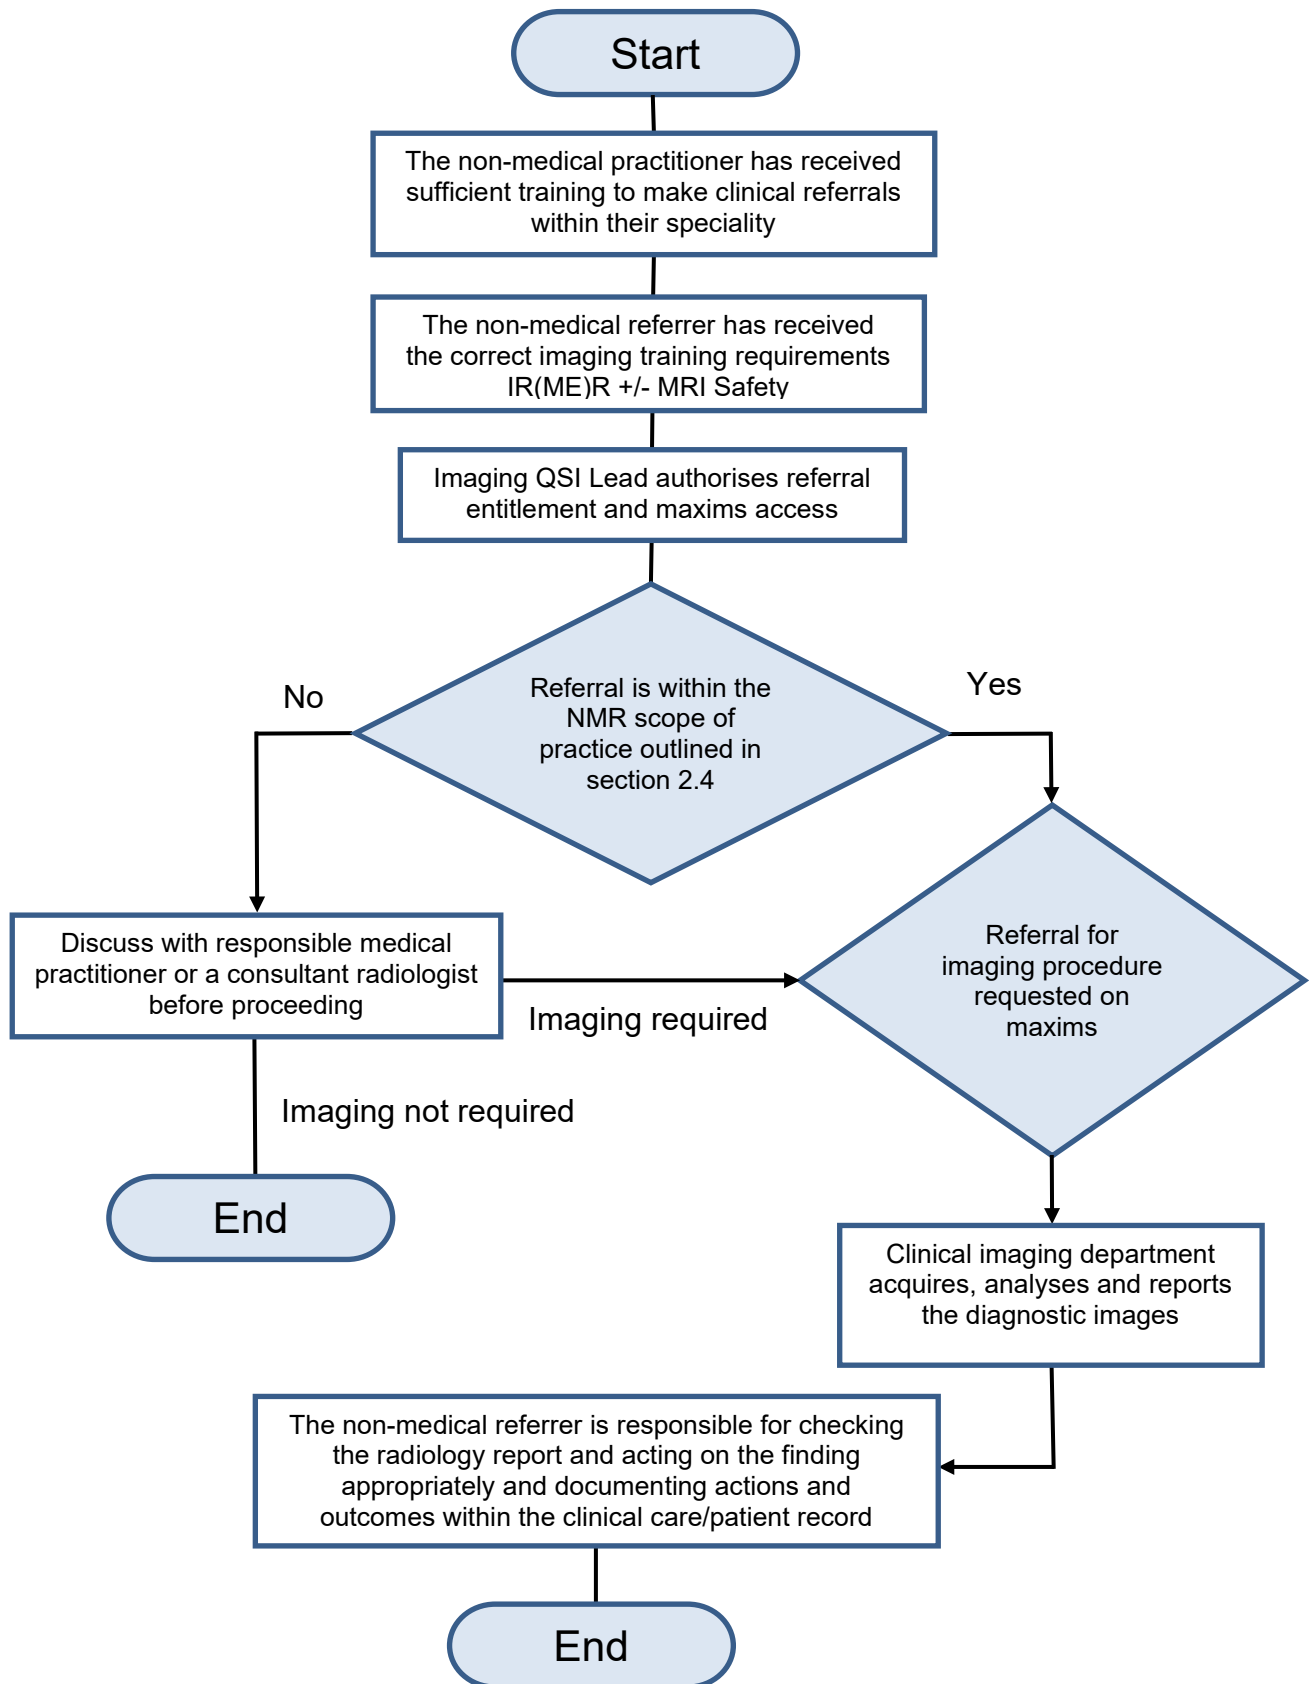 Start
The non-medical practitioner has received
sufficient training to make clinical referrals
within their speciality
The non-medical referrer has received
the correct imaging training requirements
IR(ME)R +/- MRI Safety
Imaging QSI Lead authorises referral
entitlement and maxims access
Referral is within the
NMR scope of
practice outlined in
section 2.4
No
Yes
Discuss with responsible medical
practitioner or a consultant radiologist
before proceeding
Imaging required
Referral for
imaging procedure
requested on
maxims
Imaging not required
End
Clinical imaging department
acquires, analyses and reports
the diagnostic images
The non-medical referrer is responsible for checking
the radiology report and acting on the finding
appropriately and documenting actions and
outcomes within the clinical care/patient record
End